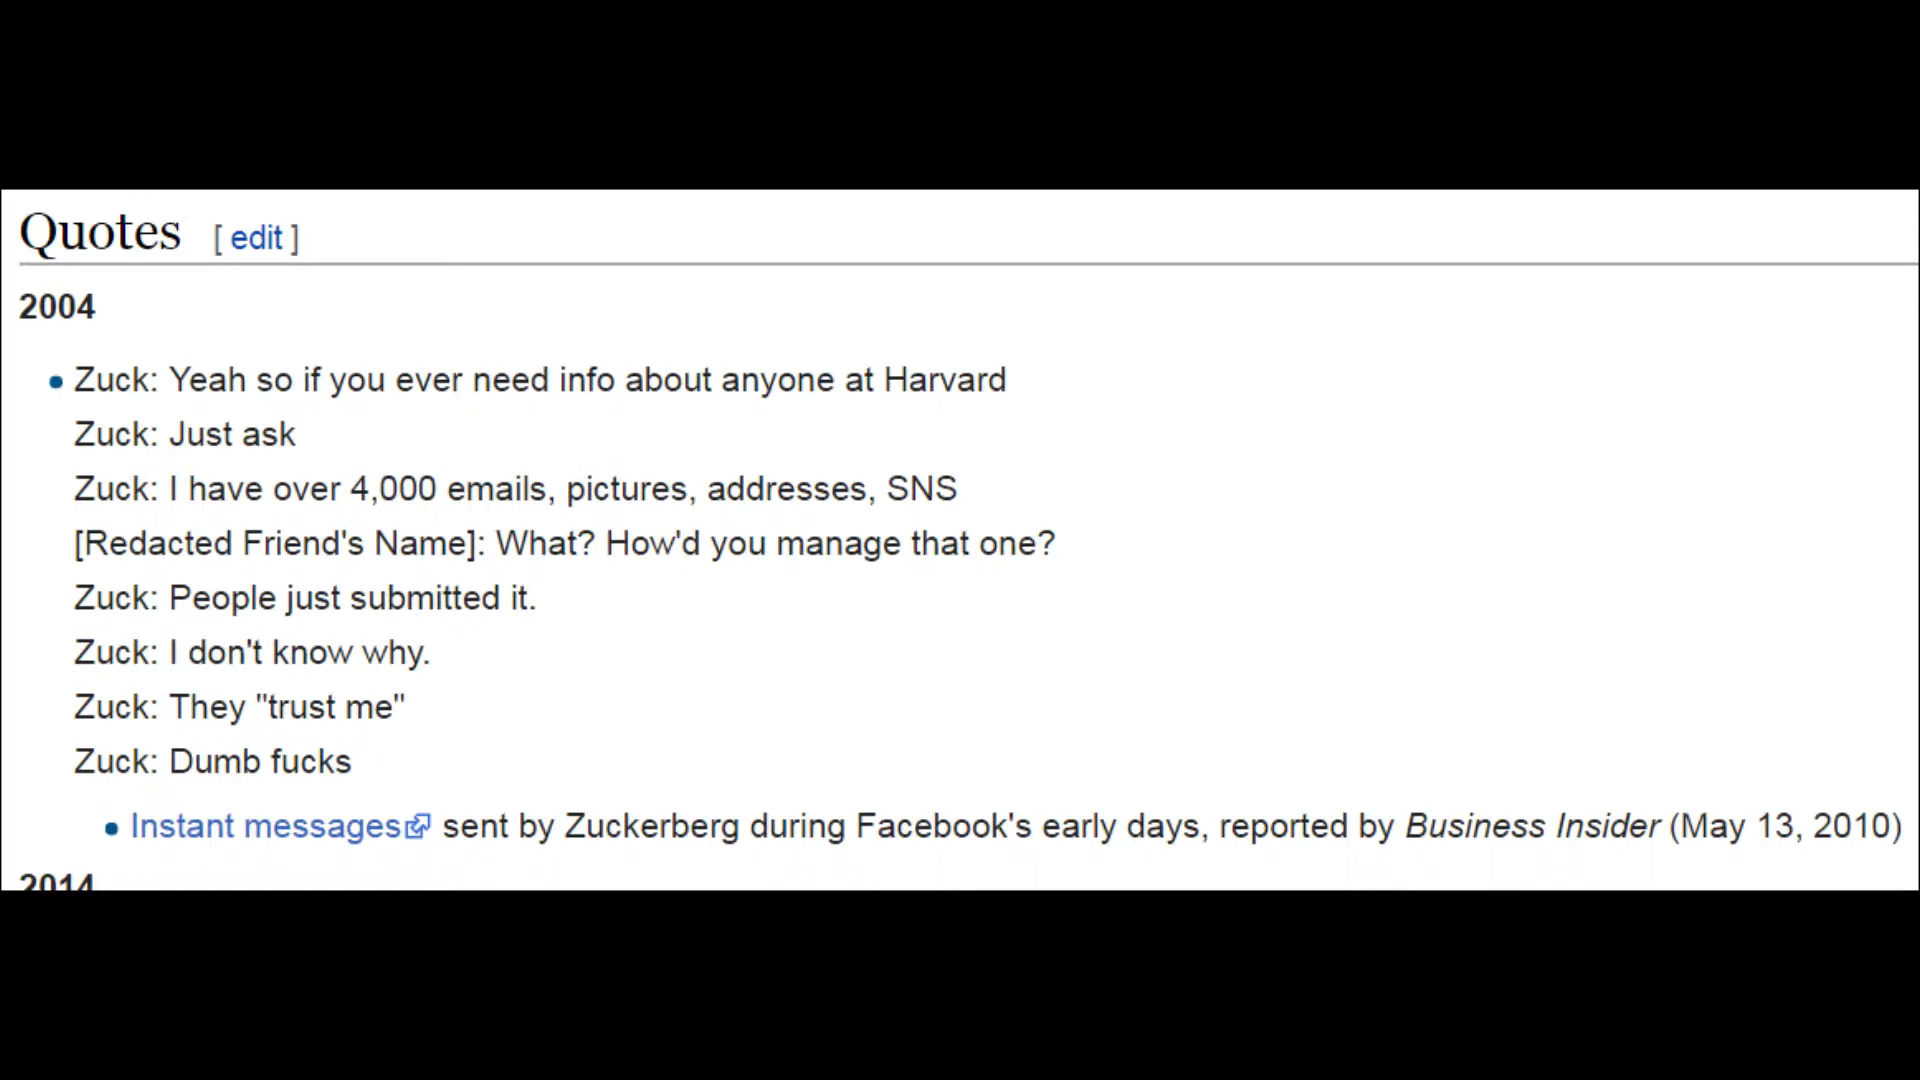 Quotes [ edit ]
2004
Zuck: Yeah so if you ever need info about anyone at Harvard
Zuck: Just ask
Zuck: I have over 4,000 emails, pictures, addresses, SNS
[Redacted Friend's Name]: What? How'd you manage that one?
Zuck: People just submitted it.
Zuck: I don't know why.
Zuck: They "trust me"
Zuck: Dumb fucks
Instant messages sent by Zuckerberg during Facebook's early days, reported by Business Insider (May 13, 2010)
2014